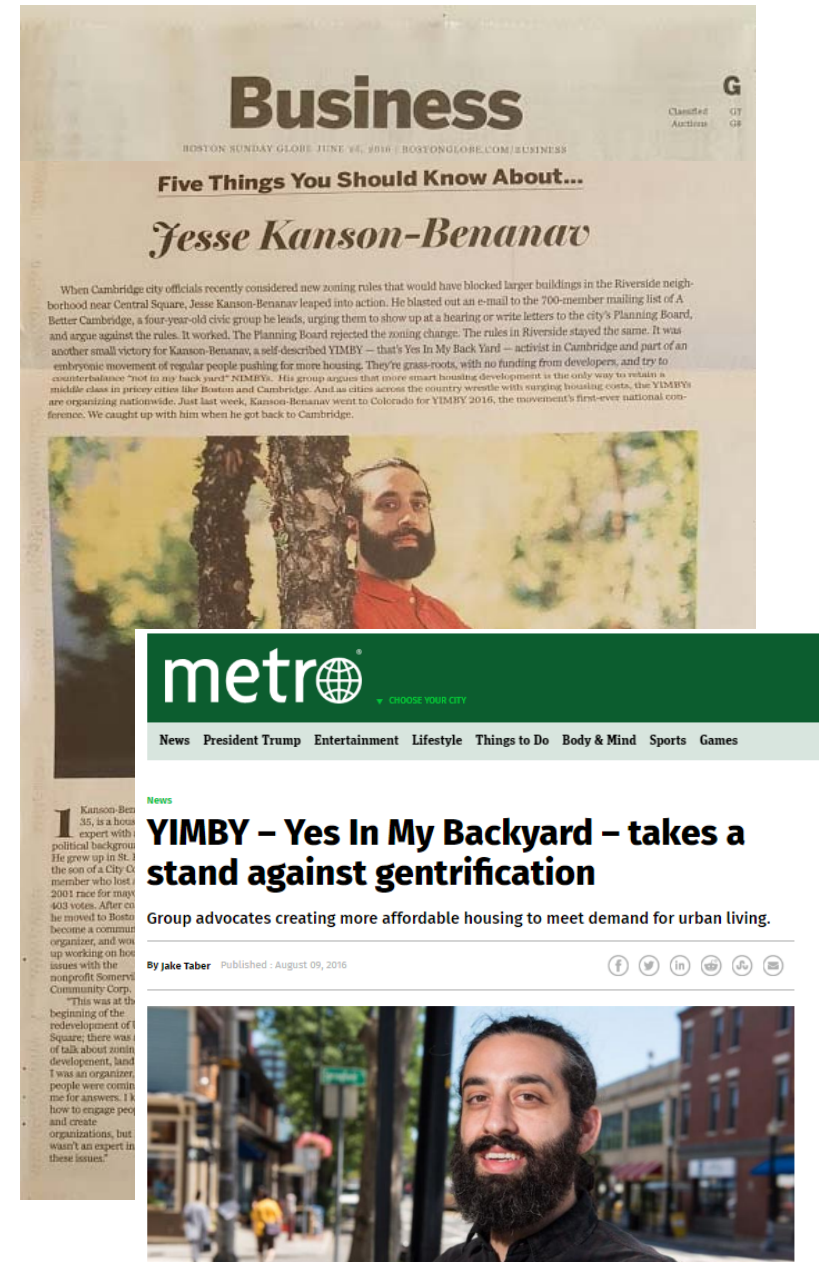 Business
G
Classified G7
Auctions G8
BOSTON SUNDAY GLOBE JUNE 26, 2016 | BOSTONGLOBE.COM/BUSINESS
Five Things You Should Know About...
Jesse Kanson-Benanav
When Cambridge city officials recently considered new zoning rules that would have blocked larger buildings in the Riverside neigh-
borhood near Central Square, Jesse Kanson-Benanav leaped into action. He blasted out an e-mail to the 700-member mailing list of A
Better Cambridge, a four-year-old civic group he leads, urging them to show up at a hearing or write letters to the city's Planning Board,
and argue against the rules. It worked. The Planning Board rejected the zoning change. The rules in Riverside stayed the same. It was
another small victory for Kanson-Benanav, a self-described YIMBY — that's Yes In My Back Yard — activist in Cambridge and part of an
embryonic movement of regular people pushing for more housing. They're grass-roots, with no funding from developers, and try to
counterbalance "not in my back yard" NIMBYs. His group argues that more smart housing development is the only way to retain a
middle class in pricey cities like Boston and Cambridge. And as cities across the country wrestle with surging housing costs, the YIMBYs
are organizing nationwide. Just last week, Kanson-Benanav went to Colorado for YIMBY 2016, the movement's first-ever national con-
ference. We caught up with him when he got back to Cambridge.
1 Kanson-Ben
35, is a hous
expert with
political backgrou
He grew up in St.
the son of a City C
member who lost
2001 race for mayo
403 votes. After co
he moved to Bosto
become a commun
organizer, and wou
up working on hou
issues with the
nonprofit Somervi
Community Corp.
"This was at the
beginning of the
redevelopment of
Square; there was
of talk about zonin
development, land
I was an organizer,
people were comin
me for answers. I k
how to engage peop
and create
organizations, but
wasn't an expert in
these issues."
metro
CHOOSE YOUR CITY
News President Trump Entertainment Lifestyle Things to Do Body & Mind Sports Games
News
YIMBY – Yes In My Backyard – takes a
stand against gentrification
Group advocates creating more affordable housing to meet demand for urban living.
By Jake Taber Published : August 09, 2016